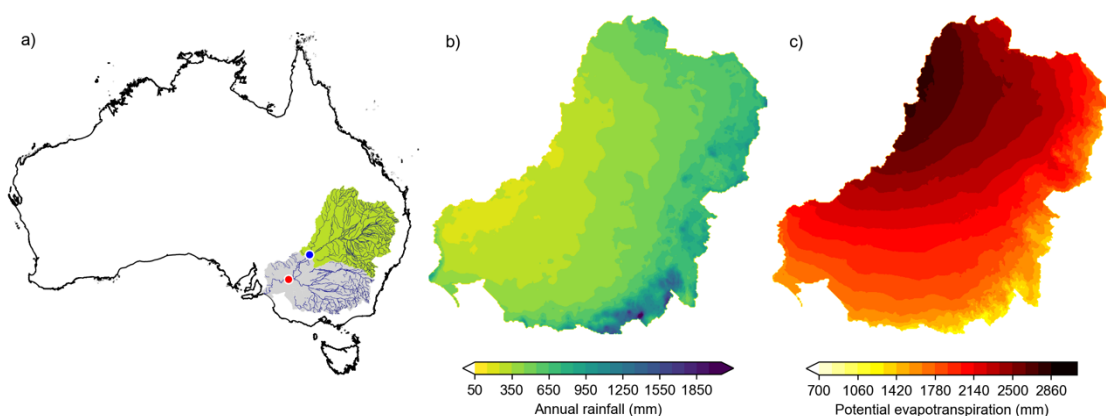 a)
b)
c)
50 350 650 950 1250 1550 1850
Annual rainfall (mm)
700 1060 1420 1780 2140 2500 2860
Potential evapotranspiration (mm)